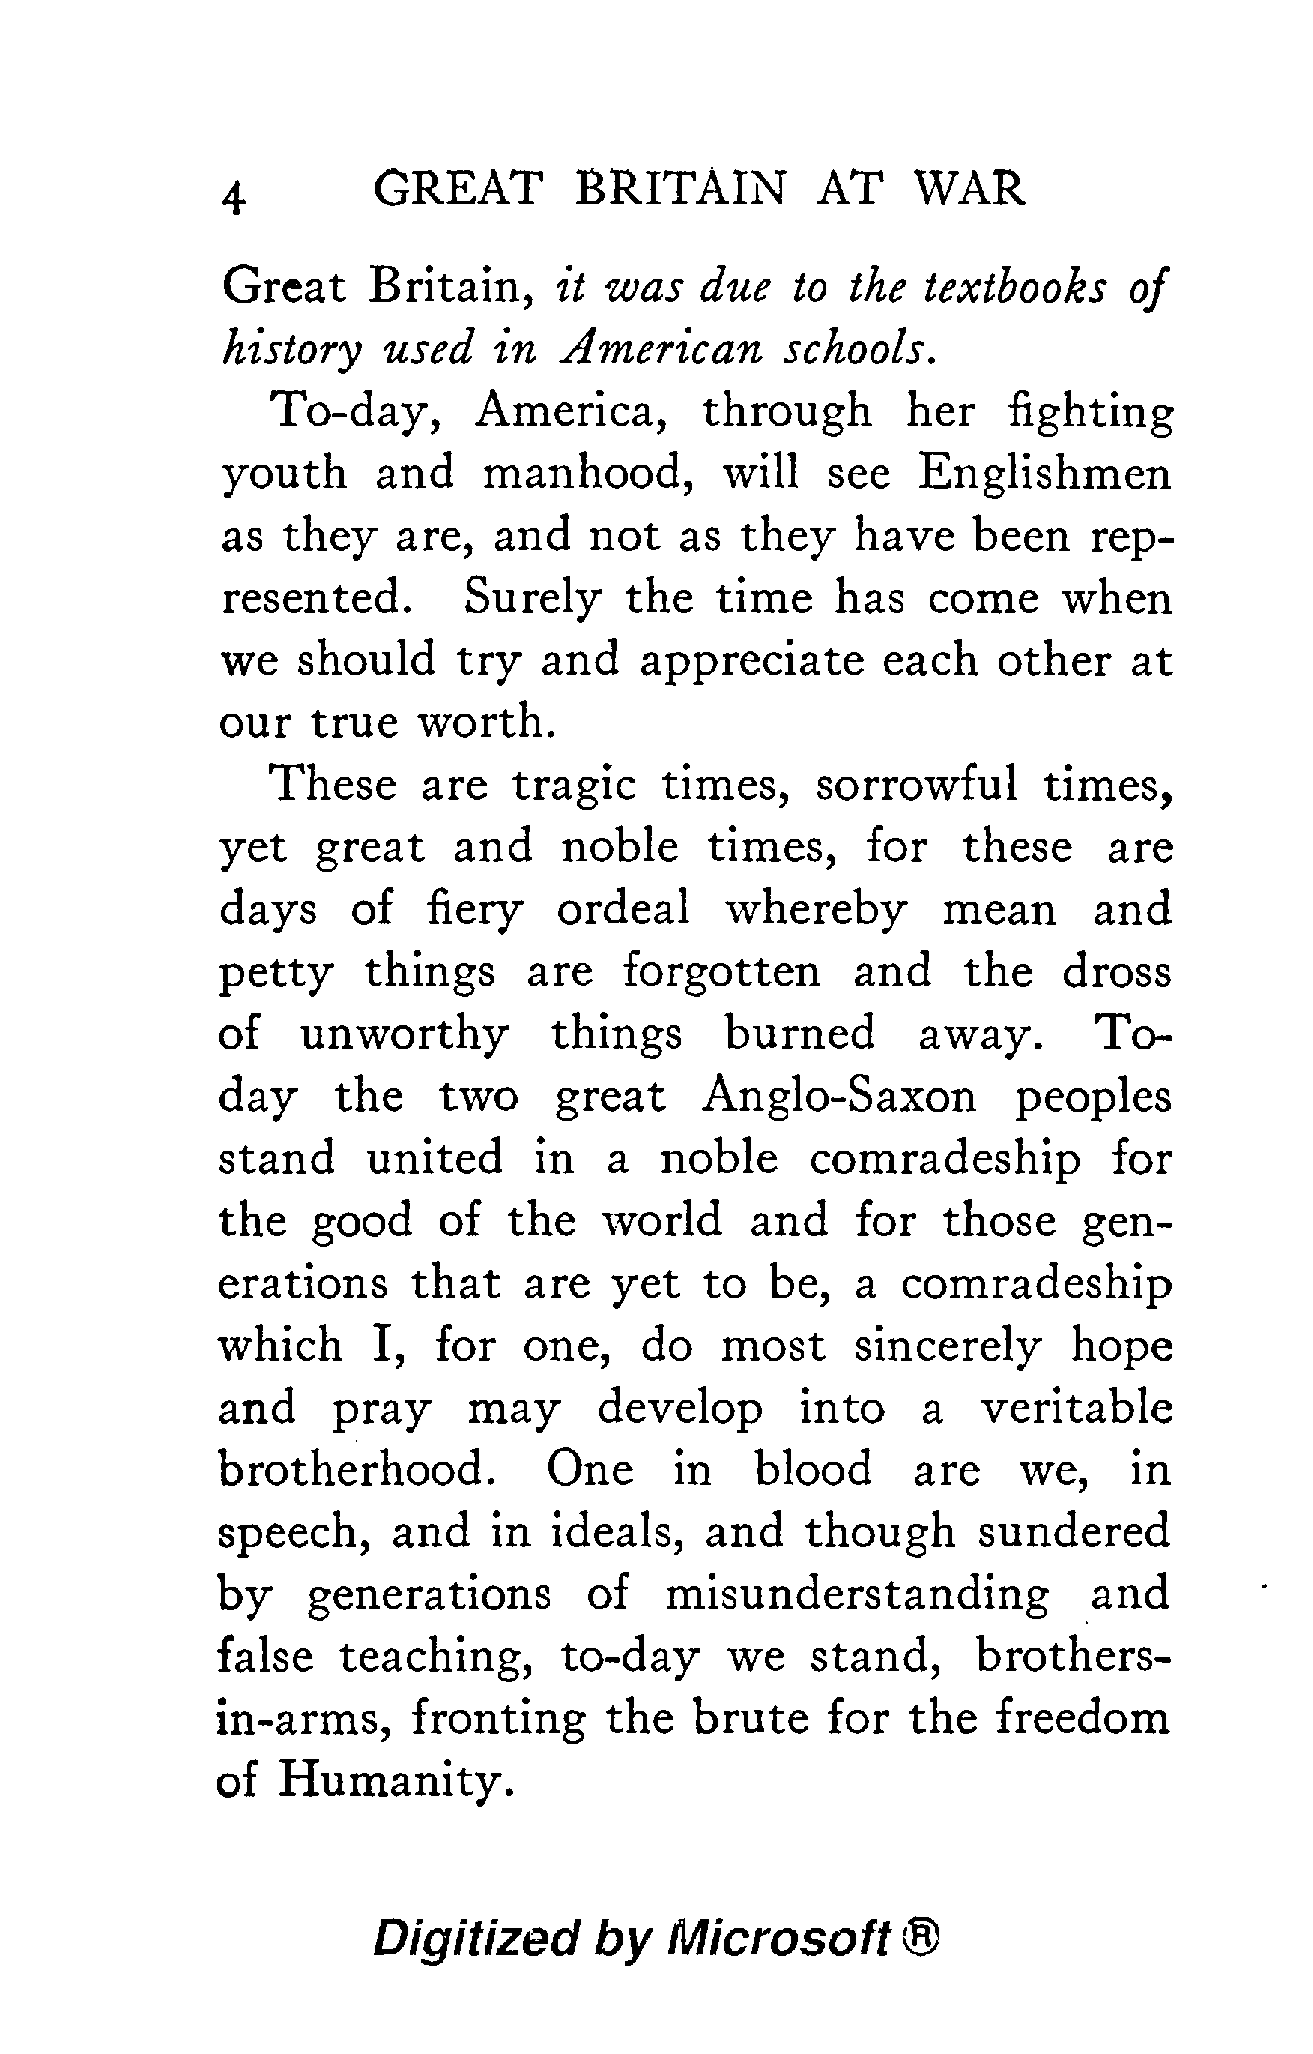 4 GREAT BRITAIN AT WAR
Great Britain, it was due to the textbooks of
history used in American schools.
To-day, America, through her fighting
youth and manhood, will see Englishmen
as they are, and not as they have been rep-
resented. Surely the time has come when
we should try and appreciate each other at
our true worth.
These are tragic times, sorrowful times,
yet great and noble times, for these are
days of fiery ordeal whereby mean and
petty things are forgotten and the dross
of unworthy things burned away. To-
day the two great Anglo-Saxon peoples
stand united in a noble comradeship for
the good of the world and for those gen-
erations that are yet to be, a comradeship
which I, for one, do most sincerely hope
and pray may develop into a veritable
brotherhood. One in blood are we, in
speech, and in ideals, and though sundered
by generations of misunderstanding and
false teaching, to-day we stand, brothers-
in-arms, fronting the brute for the freedom
of Humanity.
Digitized by Microsoft ®